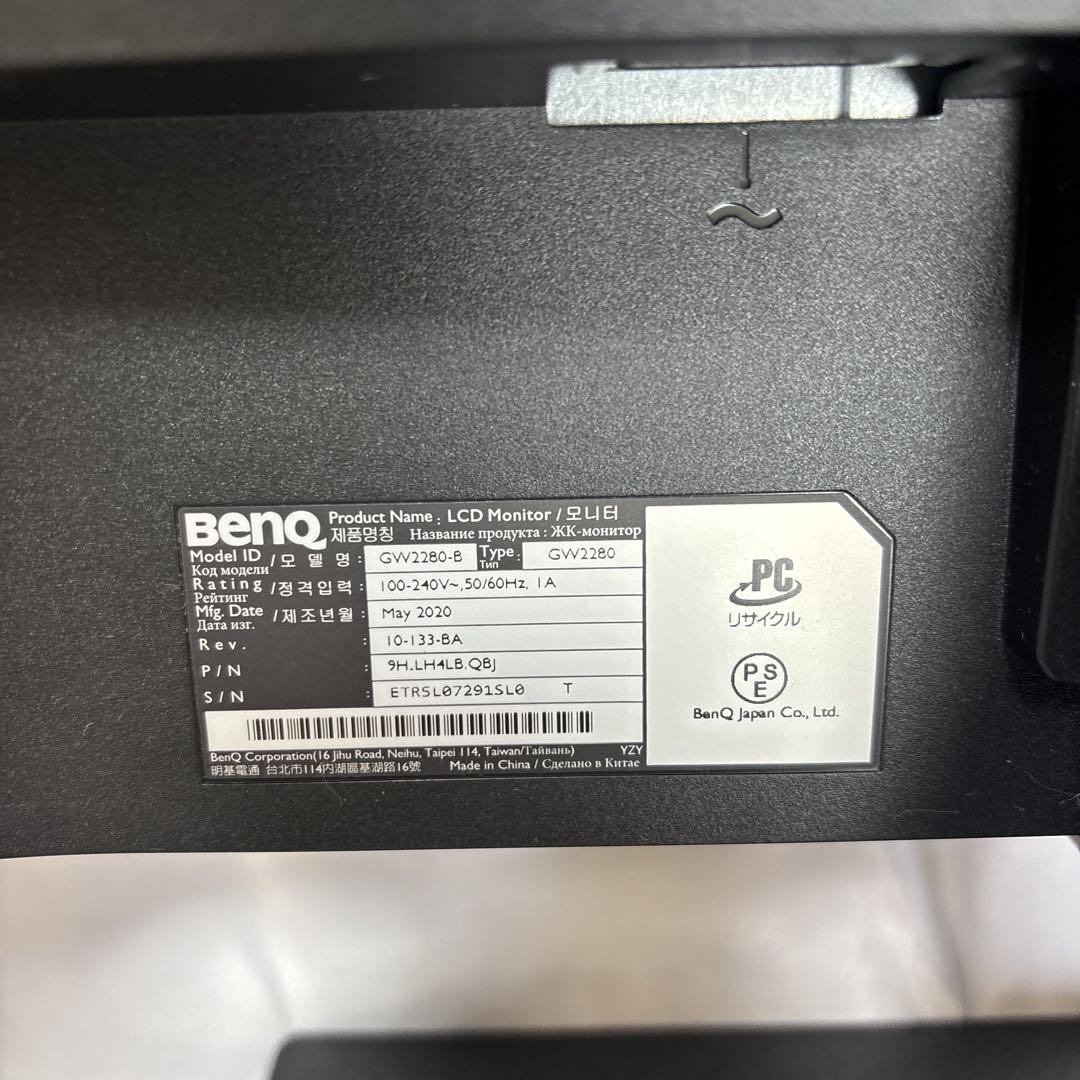 BenQ Product Name : LCD Monitor / 모니터
제품명칭 Название продукта : ЖК-монитор
Model ID / 모 델 명 : GW2280-B Type : GW2280
Код модели Тип
Rating / 정격입력 : 100-240V~,50/60Hz, 1A
Рейтинг
Mfg. Date / 제조년월 : May 2020
Дата изг.
Rev. : 10-133-BA
P/N : 9H.LH4LB.QBJ
S/N : ETR5L07291SL0 T
BenQ Corporation(16 Jihu Road, Neihu, Taipei 114, Taiwan/Тайвань) YZY
明基電通 台北市114內湖區基湖路16號 Made in China / Сделано в Китае
PC
リサイクル
PSE
BenQ Japan Co., Ltd.